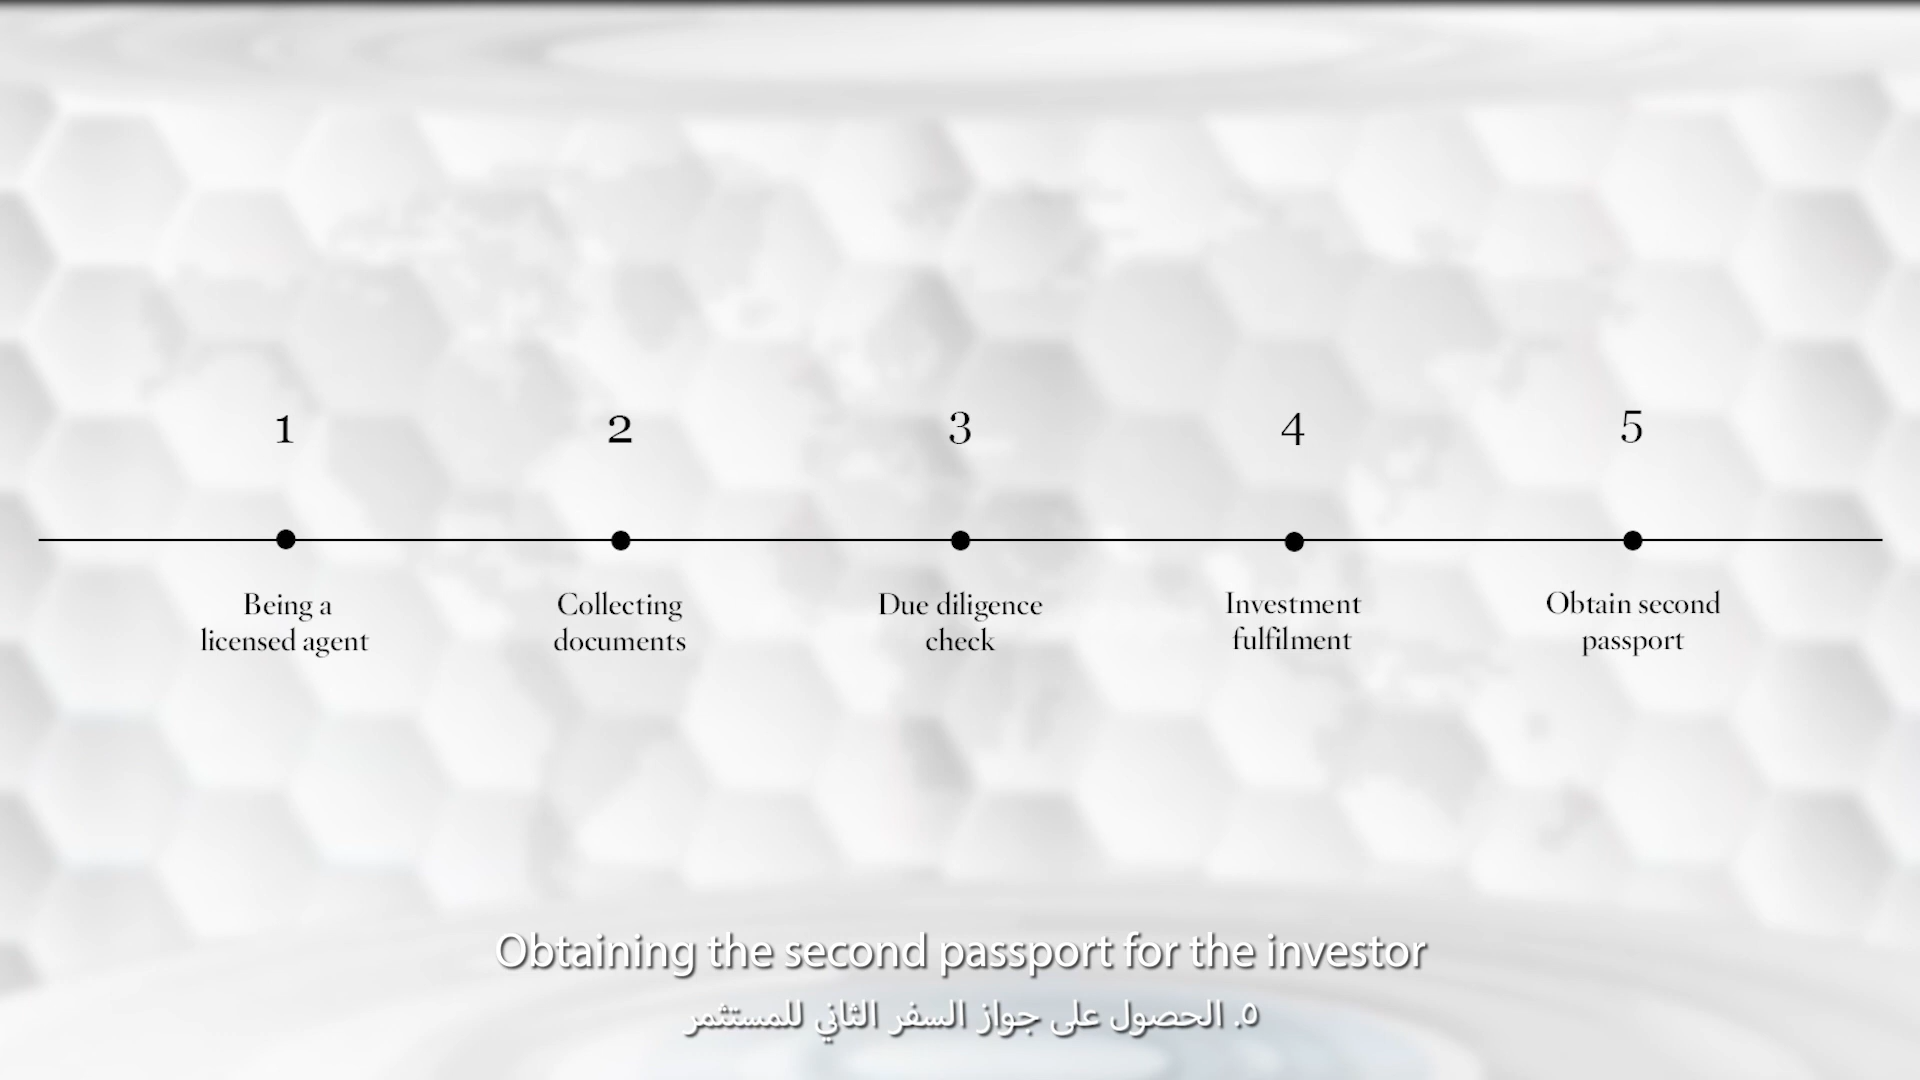 1
2
3
4
5
Being a
licensed agent
Collecting
documents
Due diligence
check
Investment
fulfilment
Obtain second
passport
Obtaining the second passport for the investor
٥. الحصول على جواز السفر الثاني للمستثمر